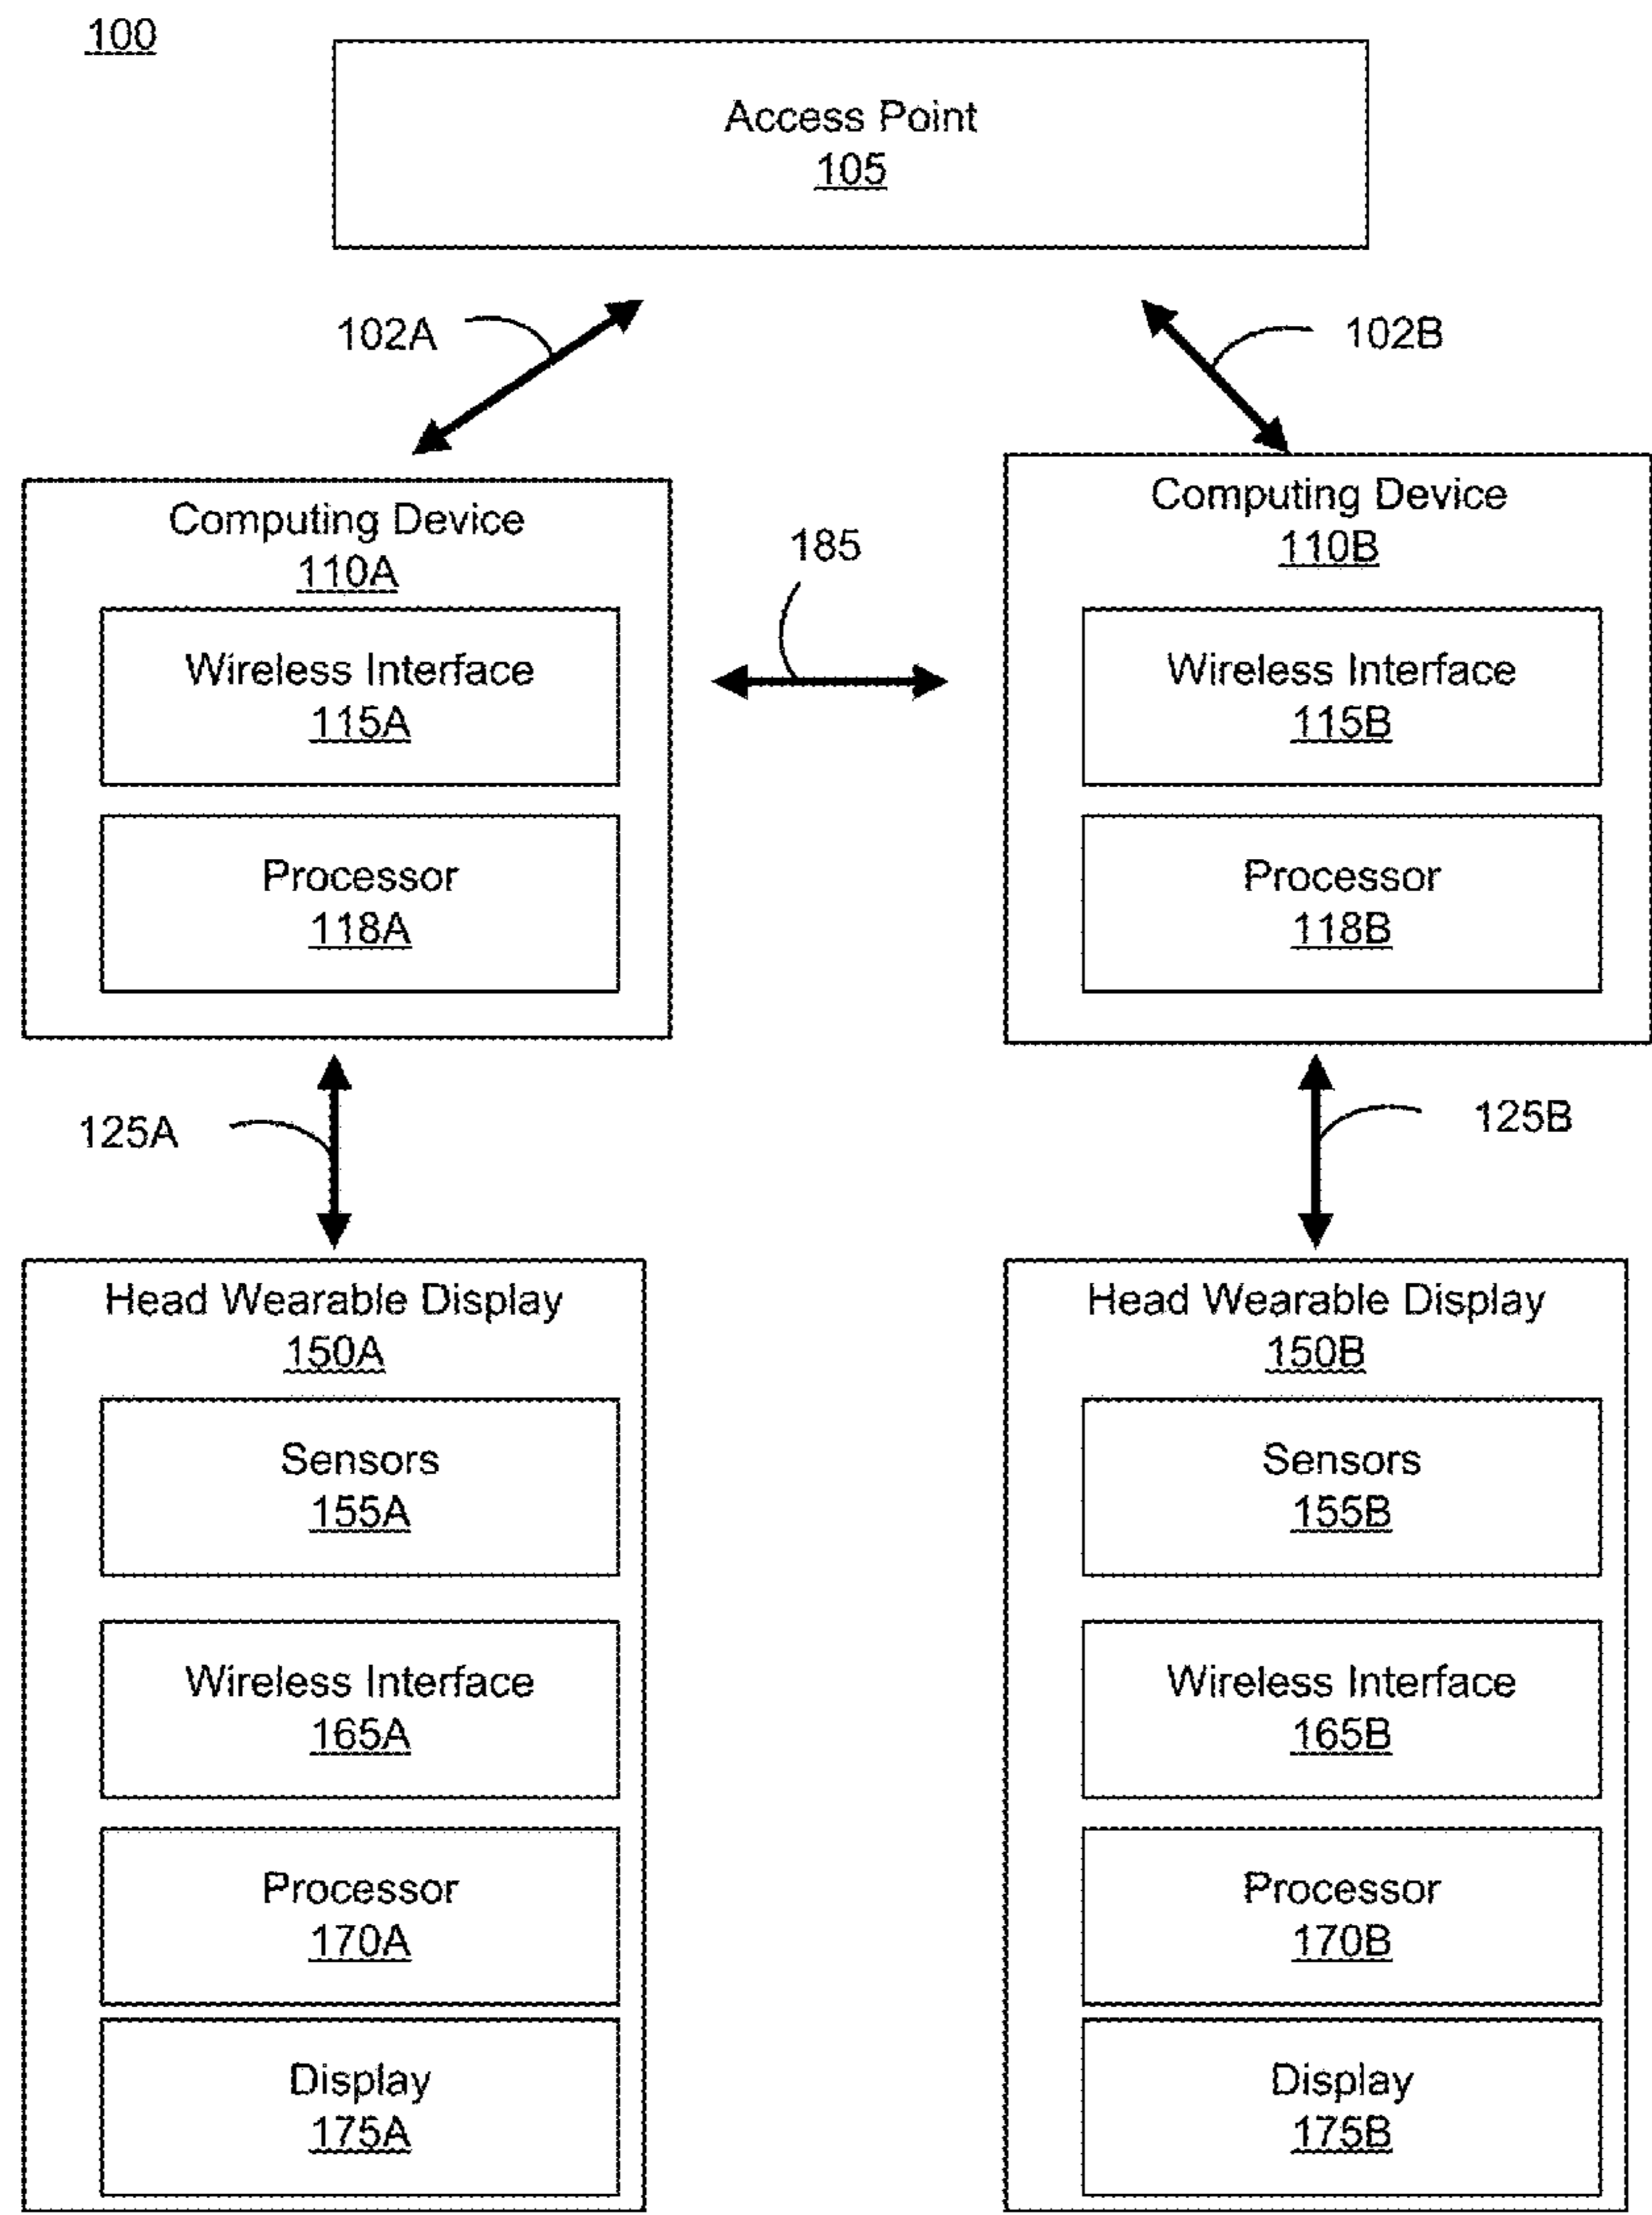 100
Access Point
105
102A
102B
Computing Device
110A
Wireless Interface
115A
Processor
118A
185
Computing Device
110B
Wireless Interface
115B
Processor
118B
125A
125B
Head Wearable Display
150A
Sensors
155A
Wireless Interface
165A
Processor
170A
Display
175A
Head Wearable Display
150B
Sensors
155B
Wireless Interface
165B
Processor
170B
Display
175B